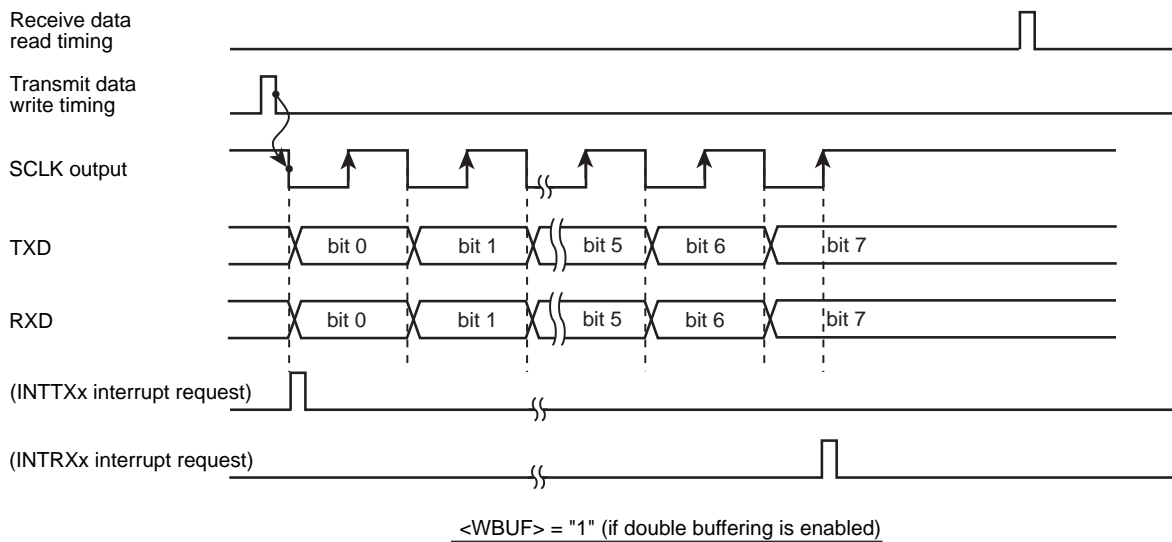 Receive data
read timing
Transmit data
write timing
SCLK output
TXD
bit 0 bit 1 bit 5 bit 6 bit 7
RXD
bit 0 bit 1 bit 5 bit 6 bit 7
(INTTXx interrupt request)
(INTRXx interrupt request)
<WBUF> = "1" (if double buffering is enabled)